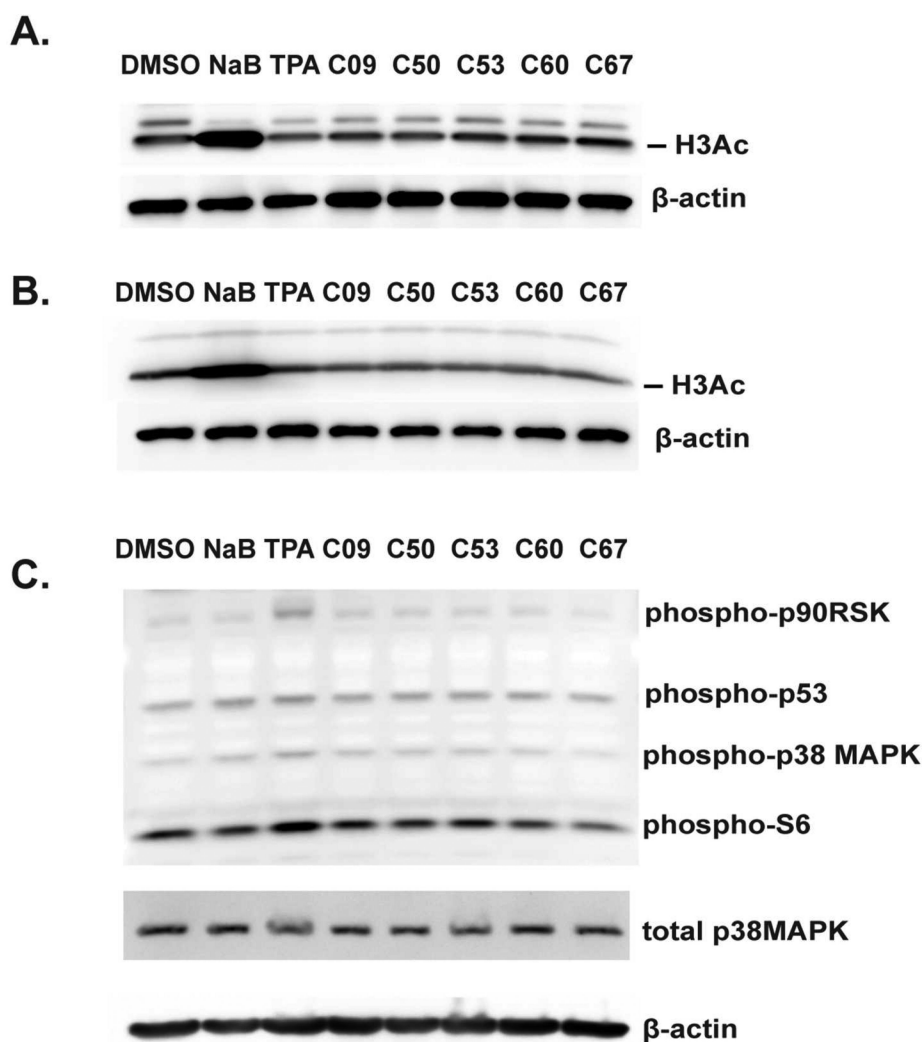 A.
DMSO NaB TPA C09 C50 C53 C60 C67
– H3Ac
β-actin
B.
DMSO NaB TPA C09 C50 C53 C60 C67
– H3Ac
β-actin
C.
DMSO NaB TPA C09 C50 C53 C60 C67
phospho-p90RSK
phospho-p53
phospho-p38 MAPK
phospho-S6
total p38MAPK
β-actin